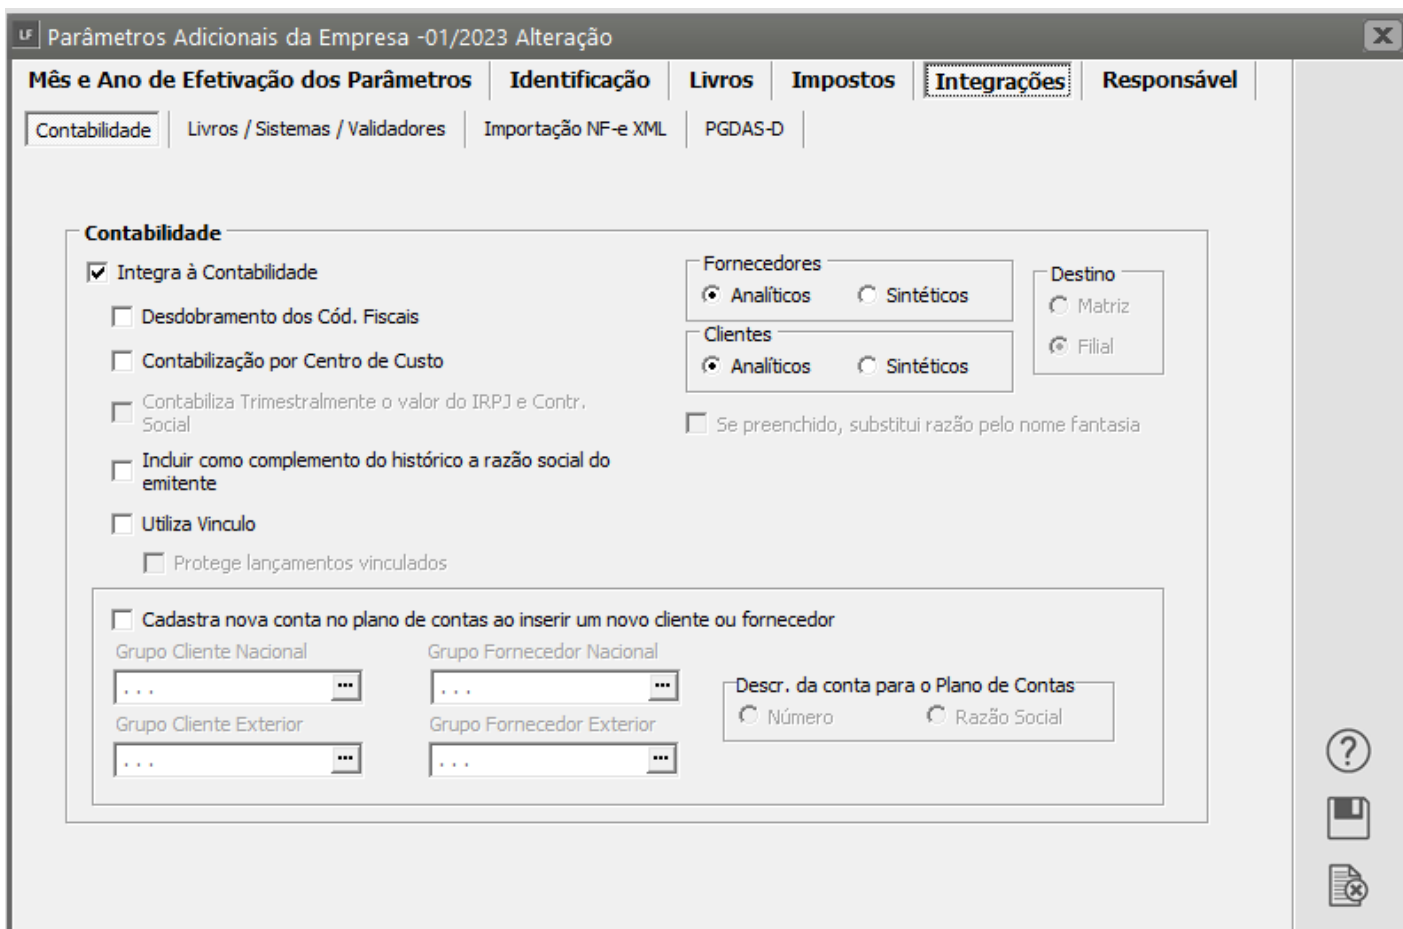 LF Parâmetros Adicionais da Empresa -01/2023 Alteração
Mês e Ano de Efetivação dos Parâmetros Identificação Livros Impostos Integrações Responsável
Contabilidade Livros / Sistemas / Validadores Importação NF-e XML PGDAS-D
Contabilidade
Integra à Contabilidade
Desdobramento dos Cód. Fiscais
Contabilização por Centro de Custo
Contabiliza Trimestralmente o valor do IRPJ e Contr.
Social
Incluir como complemento do histórico a razão social do
emitente
Utiliza Vinculo
Protege lançamentos vinculados
Fornecedores
Analíticos Sintéticos
Clientes
Analíticos Sintéticos
Destino
Matriz
Filial
Se preenchido, substitui razão pelo nome fantasia
Cadastra nova conta no plano de contas ao inserir um novo cliente ou fornecedor
Grupo Cliente Nacional Grupo Fornecedor Nacional
. . . ... . . . ...
Grupo Cliente Exterior Grupo Fornecedor Exterior
. . . ... . . . ...
Descr. da conta para o Plano de Contas
Número Razão Social